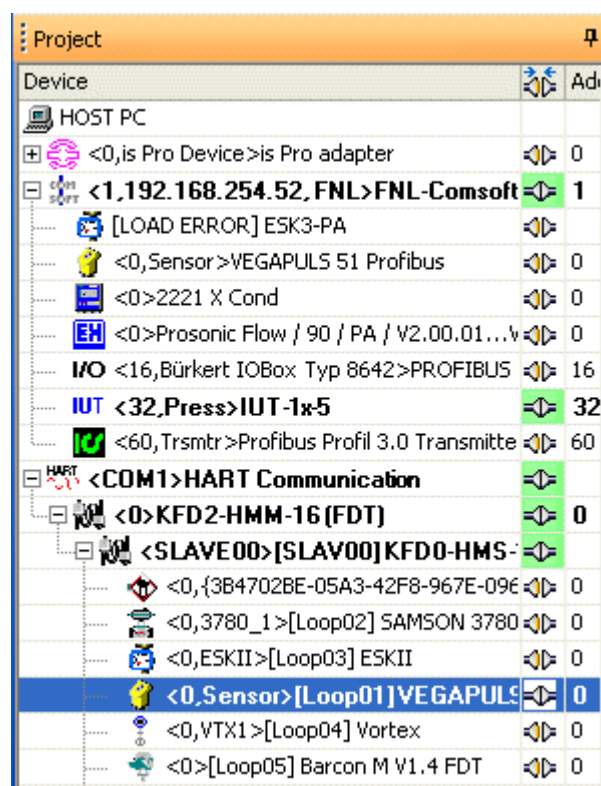 Project
Device Ad
HOST PC
<0,is Pro Device>is Pro adapter 0
COM SOFT <1,192.168.254.52, FNL>FNL-Comsoft 1
[LOAD ERROR] ESK3-PA
<0,Sensor>VEGAPULS 51 Profibus 0
<0>2221 X Cond 0
EH <0>Prosonic Flow / 90 / PA / V2.00.01... 0
I/O <16,Bürkert IOBox Typ 8642>PROFIBUS 16
IUT <32,Press>IUT-1x-5 32
<60,Trsmtr>Profibus Profil 3.0 Transmitte 60
HART <COM1>HART Communication
<0>KFD2-HMM-16 (FDT) 0
<SLAVE00>[SLAV00]KFD0-HMS-
<0,{3B4702BE-05A3-42F8-967E-096 0
<0,3780_1>[Loop02] SAMSON 3780 0
<0,ESKII>[Loop03] ESKII 0
<0,Sensor>[Loop01]VEGAPULS 0
<0,VTX1>[Loop04] Vortex 0
<0>[Loop05] Barcon M V1.4 FDT 0